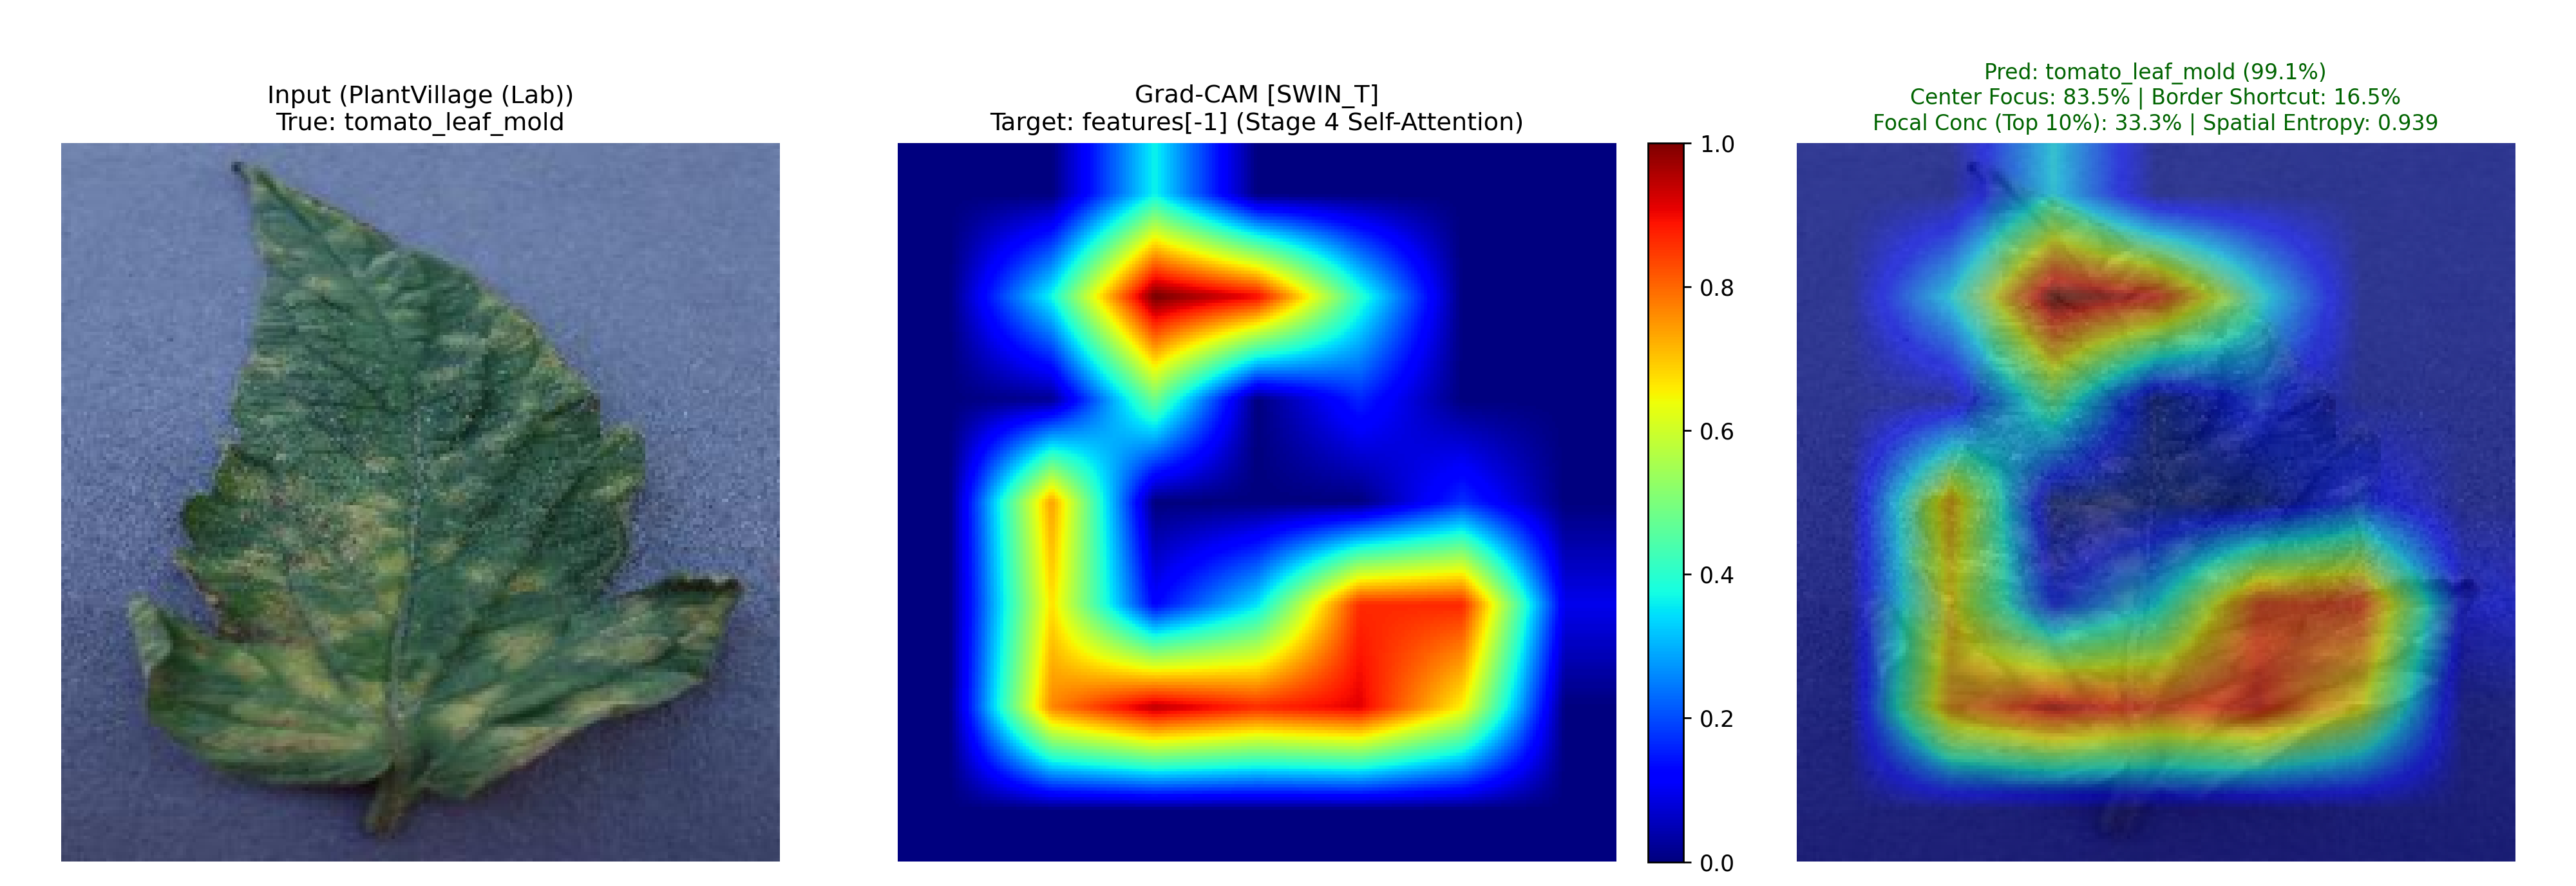 Input (PlantVillage (Lab))
True: tomato_leaf_mold
Grad-CAM [SWIN_T]
Target: features[-1] (Stage 4 Self-Attention)
1.0
0.8
0.6
0.4
0.2
0.0
Pred: tomato_leaf_mold (99.1%)
Center Focus: 83.5% | Border Shortcut: 16.5%
Focal Conc (Top 10%): 33.3% | Spatial Entropy: 0.939